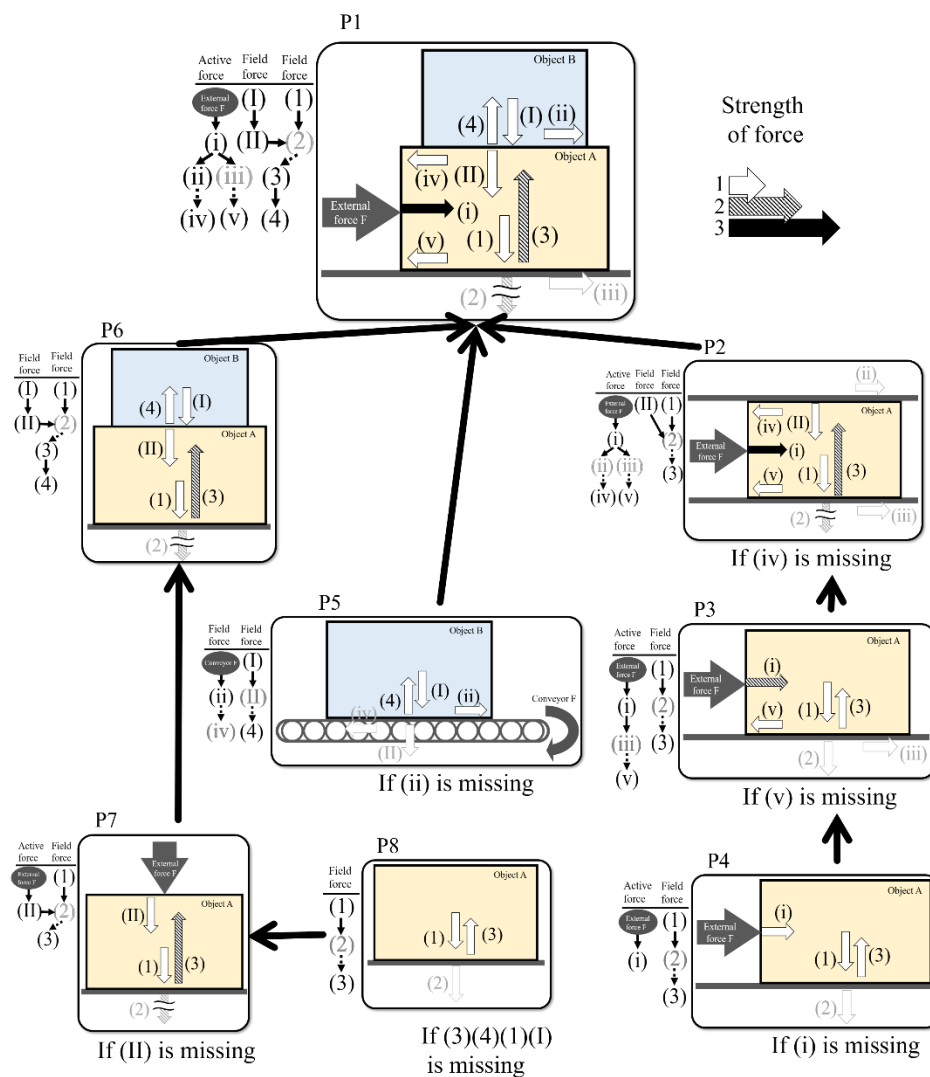 P1
Active force
Field force
Field force
External force F
(I)
(1)
(i)
(II)
(2)
(ii)
(iii)
(3)
(iv)
(v)
(4)
Object B
(4)
(I)
(ii)
Object A
(iv)
(II)
External force F
(i)
(1)
(3)
(v)
(2)
(iii)
Strength of force
1
2
3
P6
Field force
Field force
(I)
(1)
(II)
(2)
(3)
(4)
Object B
(4)
(I)
Object A
(II)
(1)
(3)
(2)
P2
Active force
Field force
Field force
External force F
(II)
(1)
(i)
(2)
(ii)
(iii)
(3)
(iv)
(v)
(ii)
Object A
(iv)
(II)
External force F
(i)
(1)
(3)
(v)
(2)
(iii)
If (iv) is missing
P5
Field force
Field force
Conveyor F
(I)
(ii)
(II)
(iv)
(4)
Object B
(4)
(I)
(ii)
Conveyor F
(iv)
(II)
If (ii) is missing
P3
Active force
Field force
External force F
(1)
(i)
(2)
(iii)
(3)
(v)
Object A
External force F
(i)
(1)
(3)
(v)
(2)
(iii)
If (v) is missing
P7
Active force
Field force
External force F
(1)
(II)
(2)
(3)
External force F
Object A
(II)
(1)
(3)
(2)
If (II) is missing
P8
Field force
(1)
(2)
(3)
Object A
(1)
(3)
(2)
If (3)(4)(1)(I)
is missing
P4
Active force
Field force
External force F
(1)
(i)
(2)
(3)
Object A
External force F
(i)
(1)
(3)
(2)
If (i) is missing